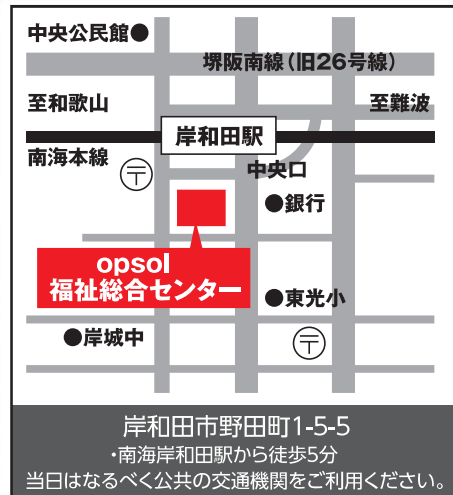 中央公民館●
堺阪南線（旧26号線）
至和歌山
至難波
岸和田駅
南海本線
中央口
〒
●銀行
opsol
福祉総合センター
●東光小
●岸城中
〒
岸和田市野田町1-5-5
・南海岸和田駅から徒歩5分
当日はなるべく公共の交通機関をご利用ください。